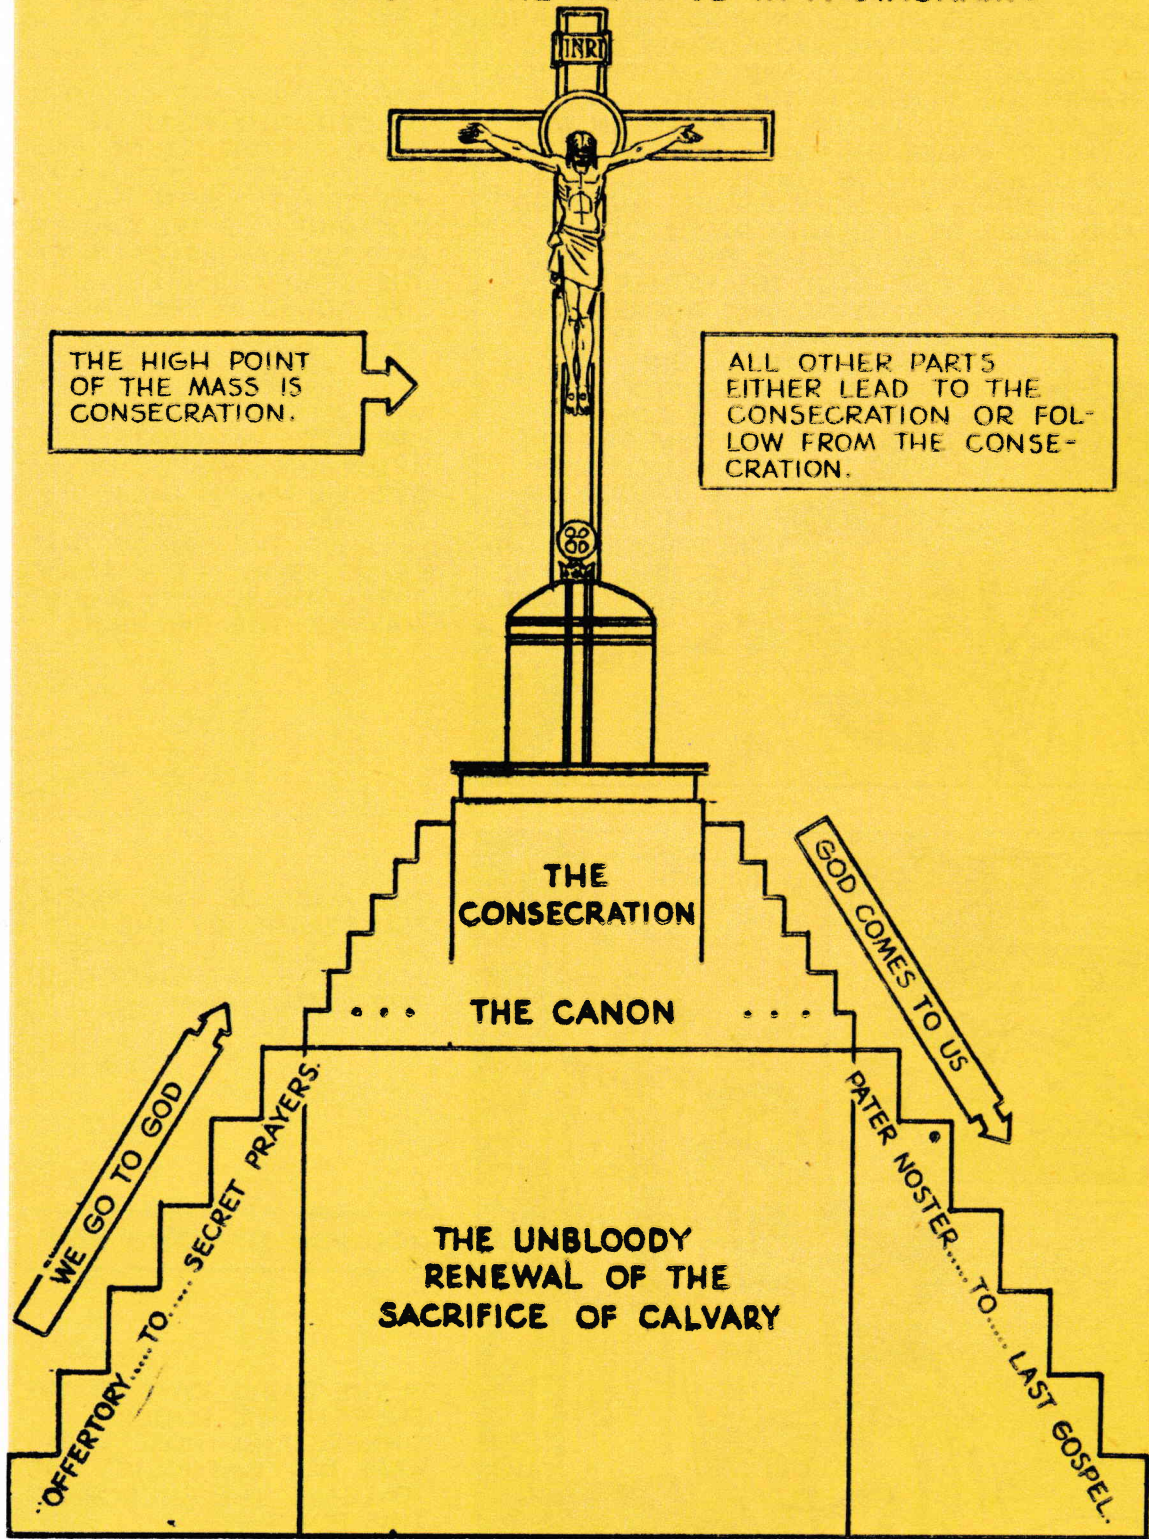 INRI
THE HIGH POINT
OF THE MASS IS
CONSECRATION.
ALL OTHER PARTS
EITHER LEAD TO THE
CONSECRATION OR FOL-
LOW FROM THE CONSE-
CRATION.
THE
CONSECRATION
... THE CANON ...
WE GO TO GOD
GOD COMES TO US
OFFERTORY.....TO.....SECRET PRAYERS.
PATER NOSTER.....TO.....LAST GOSPEL.
THE UNBLOODY
RENEWAL OF THE
SACRIFICE OF CALVARY